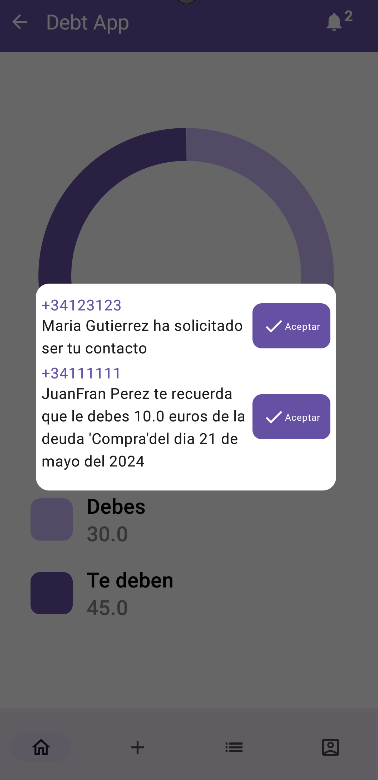 Debt App
2
+34123123
Maria Gutierrez ha solicitado
ser tu contacto
Aceptar
+34111111
JuanFran Perez te recuerda
que le debes 10.0 euros de la
deuda 'Compra'del dia 21 de
mayo del 2024
Aceptar
Debes
30.0
Te deben
45.0